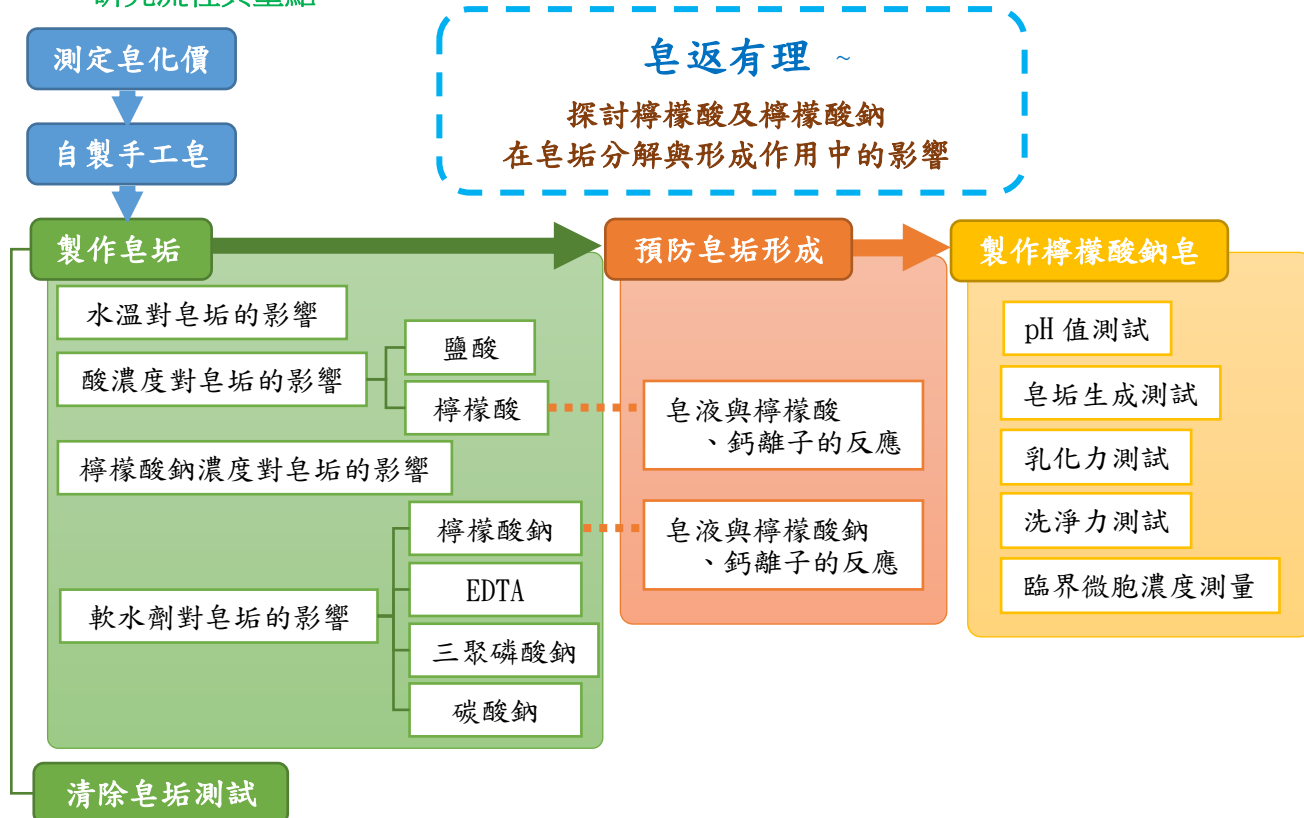 測定皂化價
自製手工皂
皂返有理 ~
探討檸檬酸及檸檬酸鈉
在皂垢分解與形成作用中的影響
製作皂垢
水溫對皂垢的影響
酸濃度對皂垢的影響
鹽酸
檸檬酸
檸檬酸鈉濃度對皂垢的影響
軟水劑對皂垢的影響
檸檬酸鈉
EDTA
三聚磷酸鈉
碳酸鈉
清除皂垢測試
預防皂垢形成
皂液與檸檬酸
、鈣離子的反應
皂液與檸檬酸鈉
、鈣離子的反應
製作檸檬酸鈉皂
pH 值測試
皂垢生成測試
乳化力測試
洗淨力測試
臨界微胞濃度測量